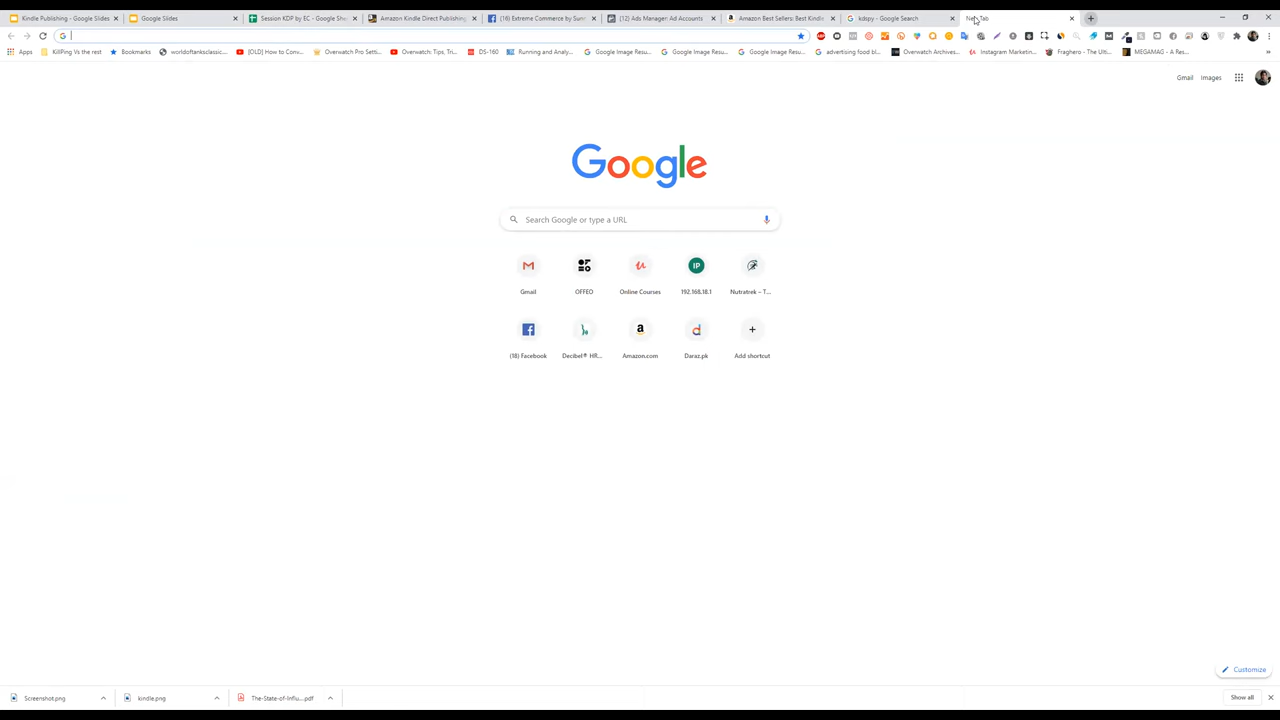 Kindle Publishing - Google Slides
Google Slides
Session KDP by EC - Google She
Amazon Kindle Direct Publishing
(16) Extreme Commerce by Sunn
(12) Ads Manager: Ad Accounts
Amazon Best Sellers: Best Kindl
kdspy - Google Search
Apps
KillPing Vs the rest
Bookmarks
worldoftanksclassic...
[OLD] How to Conv...
Overwatch Pro Setti...
Overwatch: Tips, Tri...
DS-160
Running and Analy...
Google Image Resu...
Google Image Resu...
Google Image Resu...
advertising food bl...
Overwatch Archives...
Instagram Marketin...
Fraghero - The Ulti...
MEGAMAG - A Res...
Gmail
Images
Google
Search Google or type a URL
Gmail
OFFEO
Online Courses
192.168.18.1
Nutratrek – T...
(18) Facebook
Decibel® HR...
Amazon.com
Daraz.pk
Add shortcut
Customize
Screenshot.png
kindle.png
The-State-of-Influ....pdf
Show all